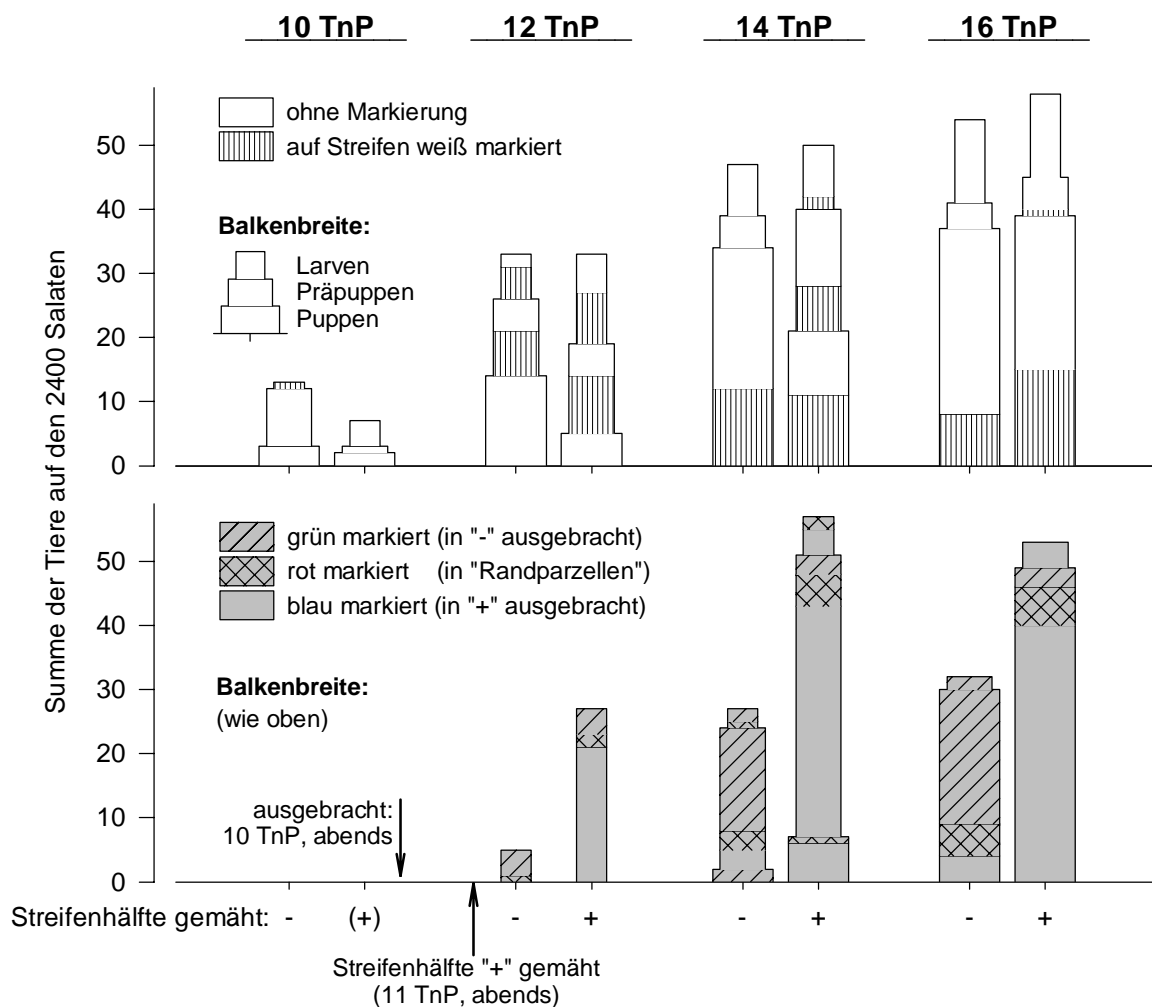 10 TnP 12 TnP 14 TnP 16 TnP
Summe der Tiere auf den 2400 Salaten
50
40
30
20
10
0
ohne Markierung
auf Streifen weiß markiert
Balkenbreite:
Larven
Präpuppen
Puppen
50
40
30
20
10
0
grün markiert (in "-" ausgebracht)
rot markiert (in "Randparzellen")
blau markiert (in "+" ausgebracht)
Balkenbreite:
(wie oben)
ausgebracht:
10 TnP, abends
Streifenhälfte gemäht: - (+) - + - + - +
Streifenhälfte "+" gemäht
(11 TnP, abends)